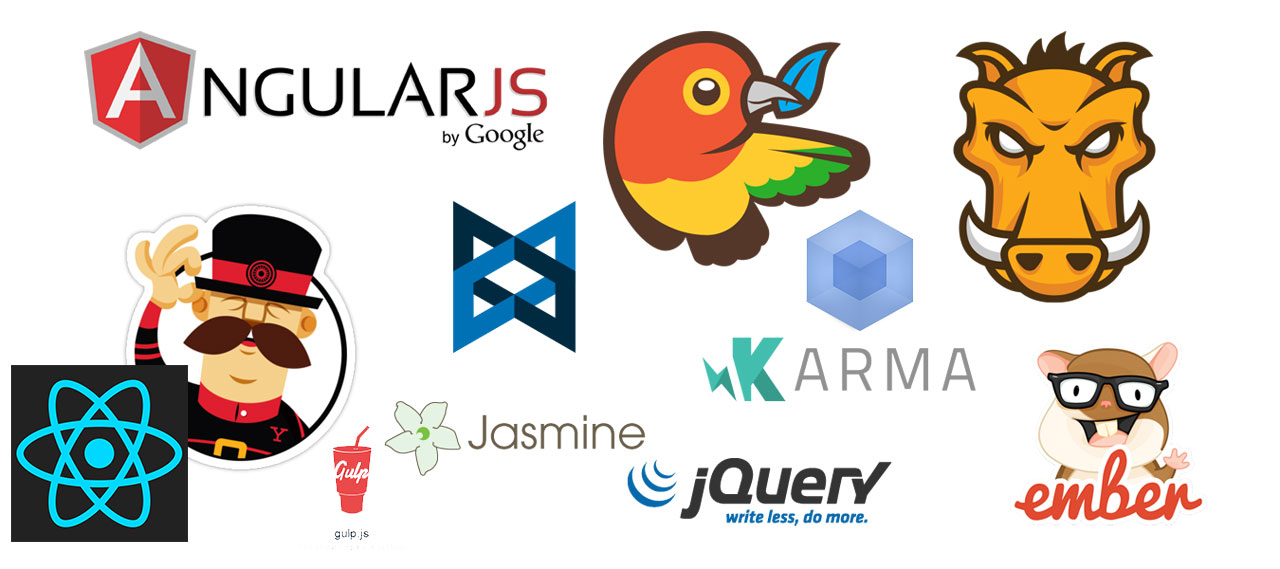 ANGULARJS
by Google
Y
KARMA
Jasmine
Gulp
gulp.js
jQuery
write less, do more.
ember